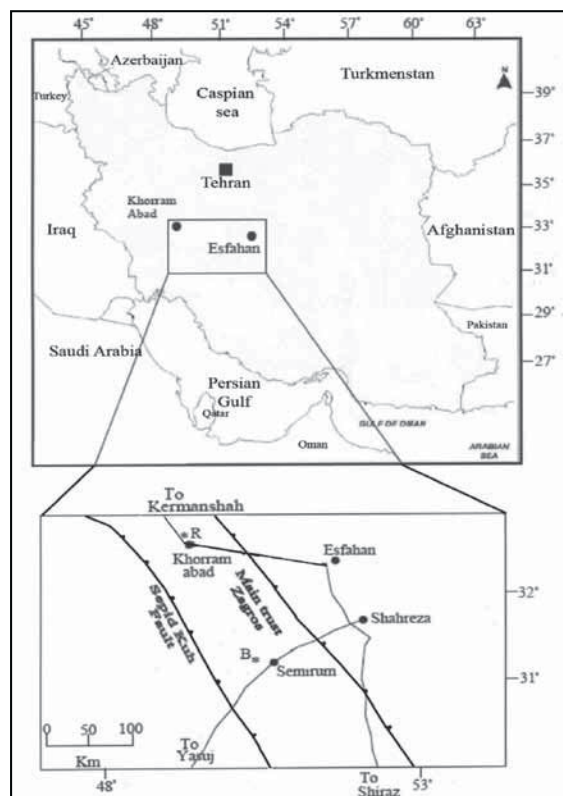 45° 48° 51° 54° 57° 60° 63°
Azerbaijan
Turkmenstan
N
Turkey
Caspian
sea
39°
37°
Tehran
35°
Khorram
Abad
Iraq
Esfahan
Afghanistan
33°
31°
29°
Pakistan
Saudi Arabia
27°
Persian
Gulf
Qatar
GULF OF OMAN
Oman
ARABIAN
SEA
To
Kermanshah
*R
Khorram
abad
Esfahan
Main trust
Zagros
32°
Sepid Kuh
Fault
Shahreza
B*
Semirum
31°
0 50 100
Km
To
Yasuj
48°
To
Shiraz
53°